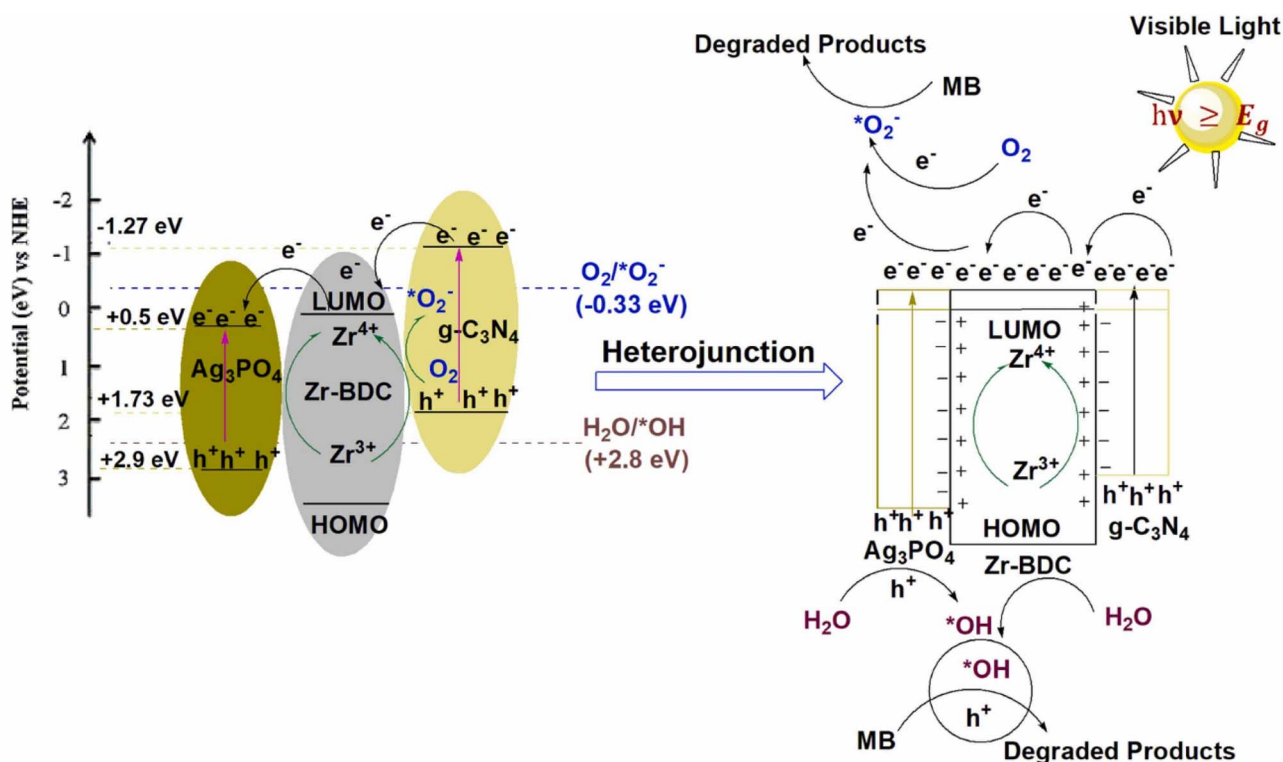 Visible Light
hν ≥ E_g
Degraded Products
MB
*O₂⁻
O₂
e⁻
e⁻
e⁻
e⁻
Potential (eV) vs NHE
-2
-1
0
1
2
3
-1.27 eV
+0.5 eV
+1.73 eV
+2.9 eV
e⁻
e⁻
e⁻ e⁻ e⁻
e⁻
LUMO
Zr⁴⁺
Zr-BDC
Zr³⁺
HOMO
e⁻ e⁻ e⁻
Ag₃PO₄
h⁺ h⁺ h⁺
*O₂⁻
g-C₃N₄
O₂
h⁺ h⁺ h⁺
O₂/*O₂⁻
(-0.33 eV)
H₂O/*OH
(+2.8 eV)
Heterojunction
e⁻ e⁻ e⁻ e⁻ e⁻ e⁻ e⁻ e⁻ e⁻ e⁻ e⁻ e⁻ e⁻
LUMO
Zr⁴⁺
Zr³⁺
HOMO
h⁺ h⁺ h⁺
h⁺ h⁺ h⁺
g-C₃N₄
Ag₃PO₄
Zr-BDC
h⁺
H₂O
*OH
H₂O
*OH
h⁺
MB
Degraded Products